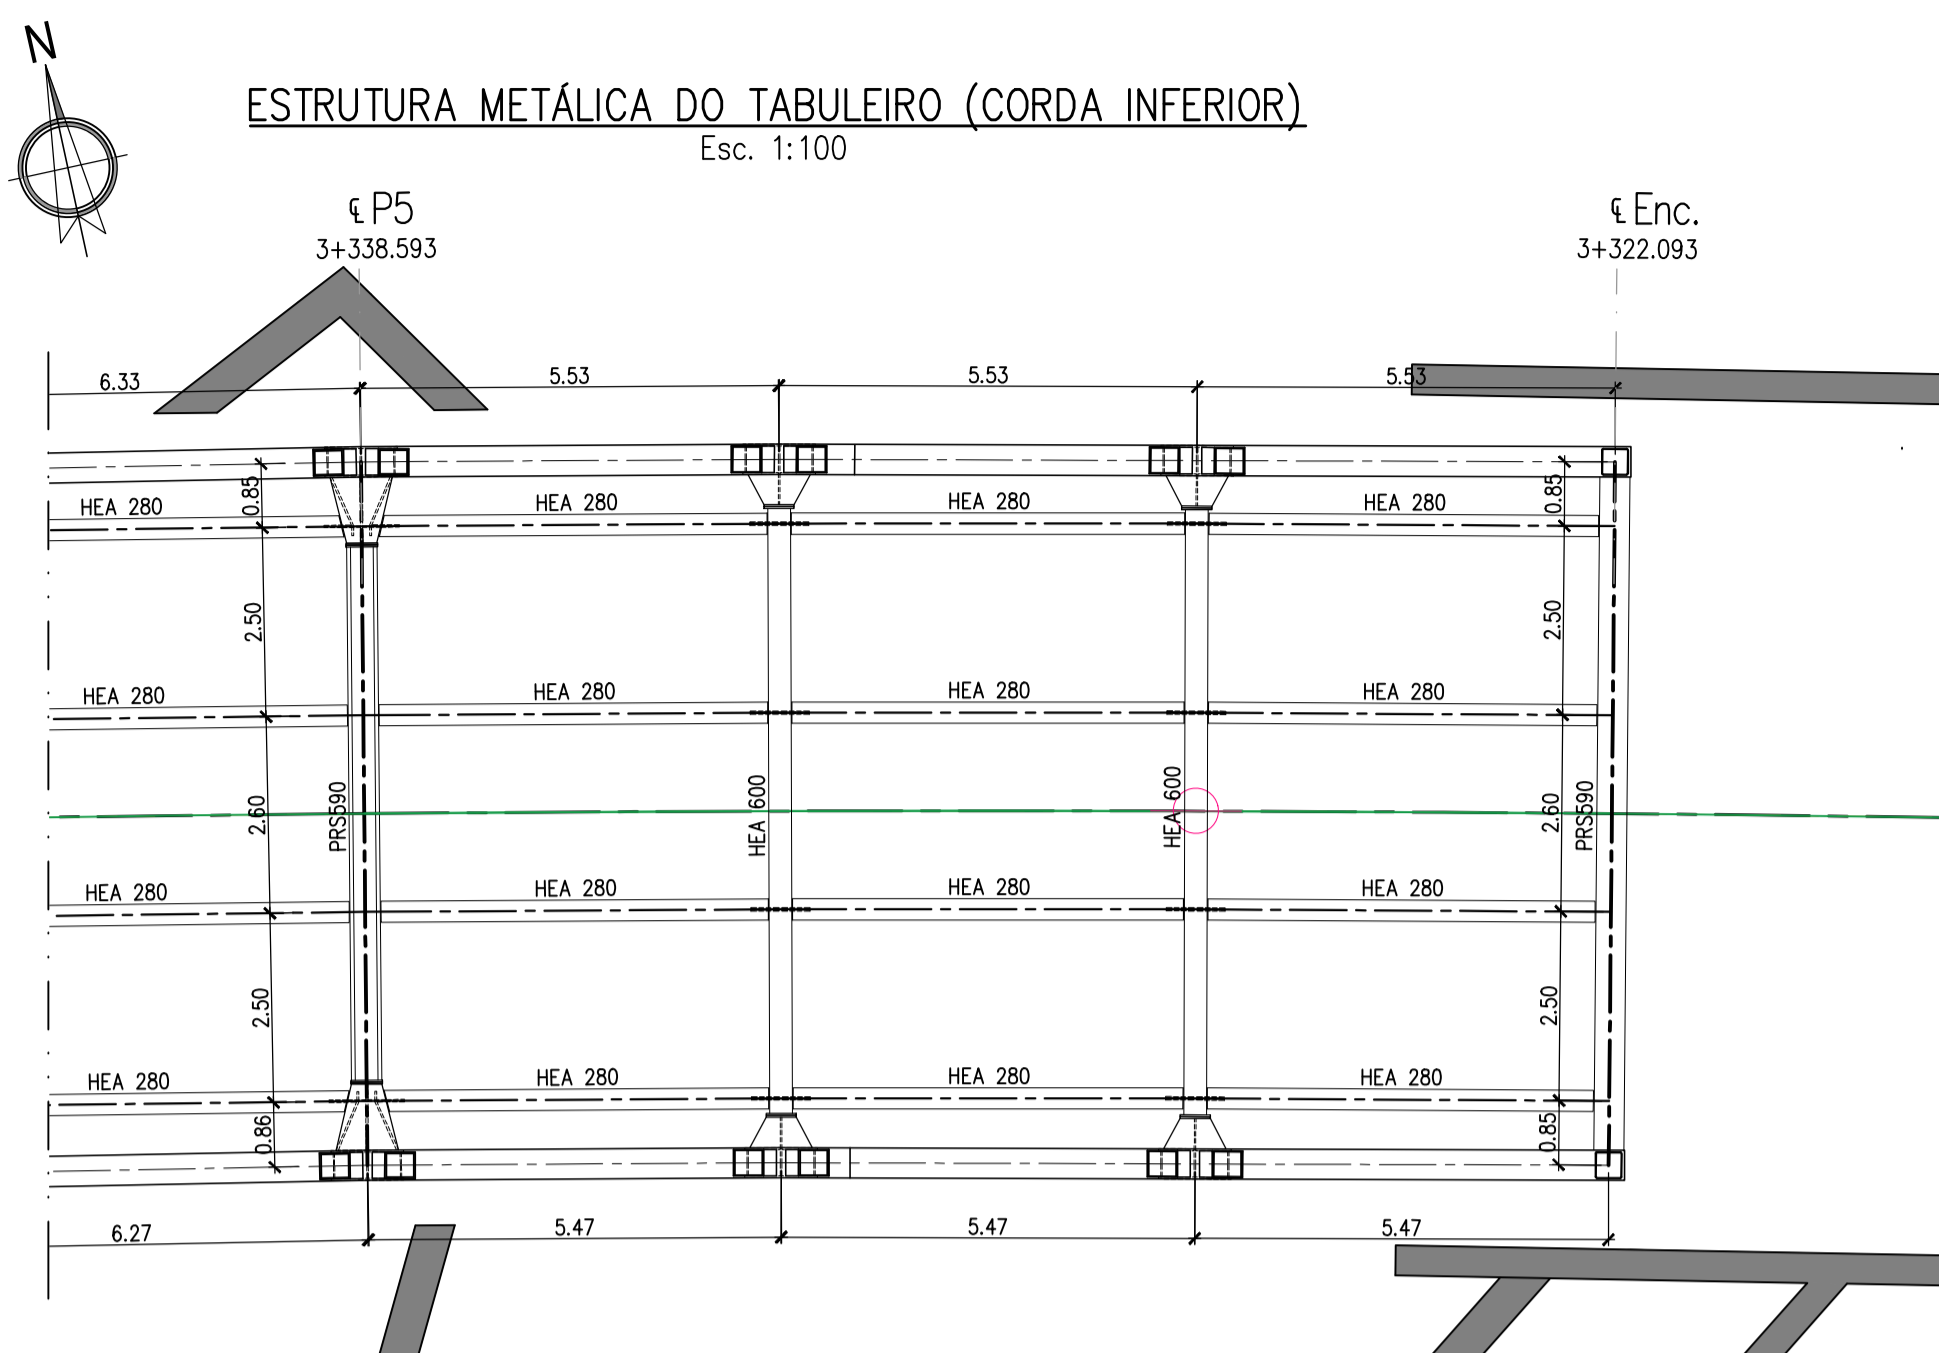 N
ESTRUTURA METÁLICA DO TABULEIRO (CORDA INFERIOR)
Esc. 1:100
℄ P5
3+338.593
℄ Enc.
3+322.093
6.33
5.53
5.53
5.53
0.85
0.85
HEA 280
HEA 280
HEA 280
HEA 280
2.50
2.50
HEA 280
HEA 280
HEA 280
HEA 280
2.60
PRS590
HEA 600
HEA 600
2.60
PRS590
HEA 280
HEA 280
HEA 280
HEA 280
2.50
2.50
HEA 280
HEA 280
HEA 280
HEA 280
0.86
0.85
6.27
5.47
5.47
5.47